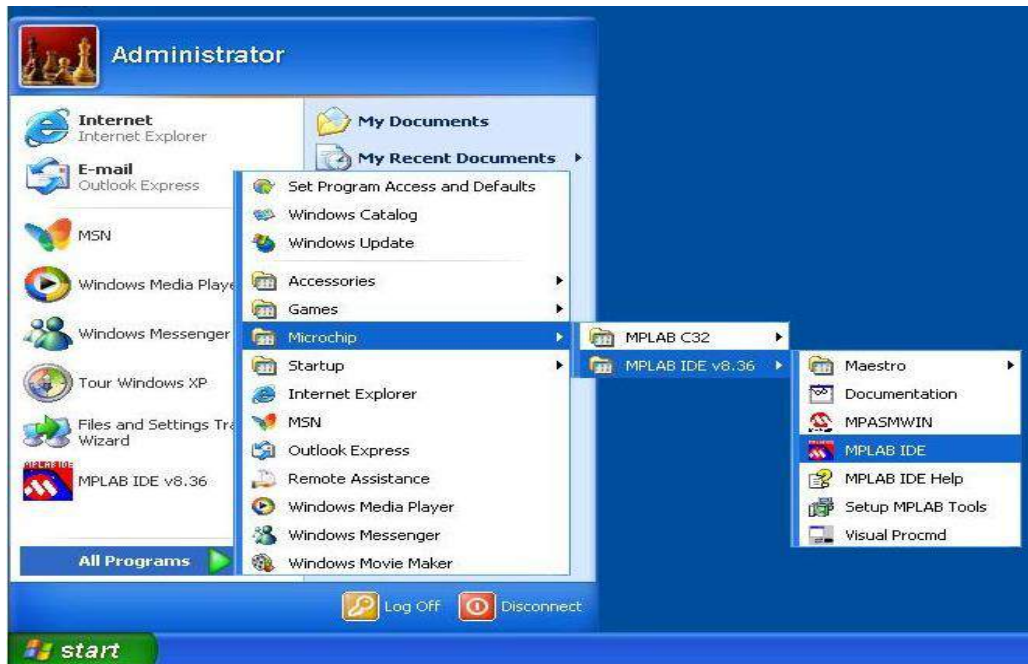 Administrator
Internet
Internet Explorer
E-mail
Outlook Express
MSN
Windows Media Playe
Windows Messenger
Tour Windows XP
Files and Settings Tra
Wizard
MPLAB IDE v8.36
All Programs
My Documents
My Recent Documents
Set Program Access and Defaults
Windows Catalog
Windows Update
Accessories
Games
Microchip
Startup
Internet Explorer
MSN
Outlook Express
Remote Assistance
Windows Media Player
Windows Messenger
Windows Movie Maker
MPLAB C32
MPLAB IDE v8.36
Maestro
Documentation
MPASMWIN
MPLAB IDE
MPLAB IDE Help
Setup MPLAB Tools
Visual Procmd
Log Off
Disconnect
start